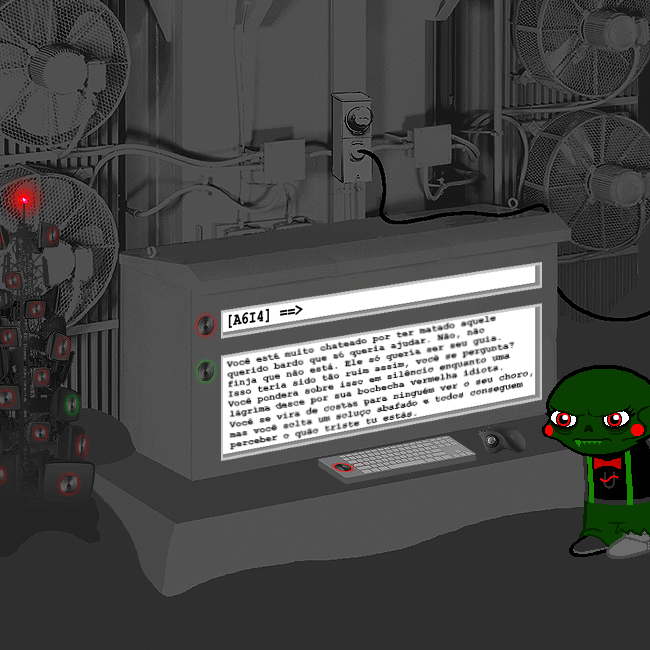 [A6I4] ==>
Você está muito chateado por ter matado aquele
querido bardo que só queria ajudar. Não, não
finja que não está. Ele só queria ser seu guia.
Isso teria sido tão ruim assim, você se pergunta?
Você pondera sobre isso em silêncio enquanto uma
lágrima desce por sua bochecha vermelha idiota.
Você se vira de costas para ninguém ver o seu choro,
mas você solta um soluço abafado e todos conseguem
perceber o quão triste tu estás.